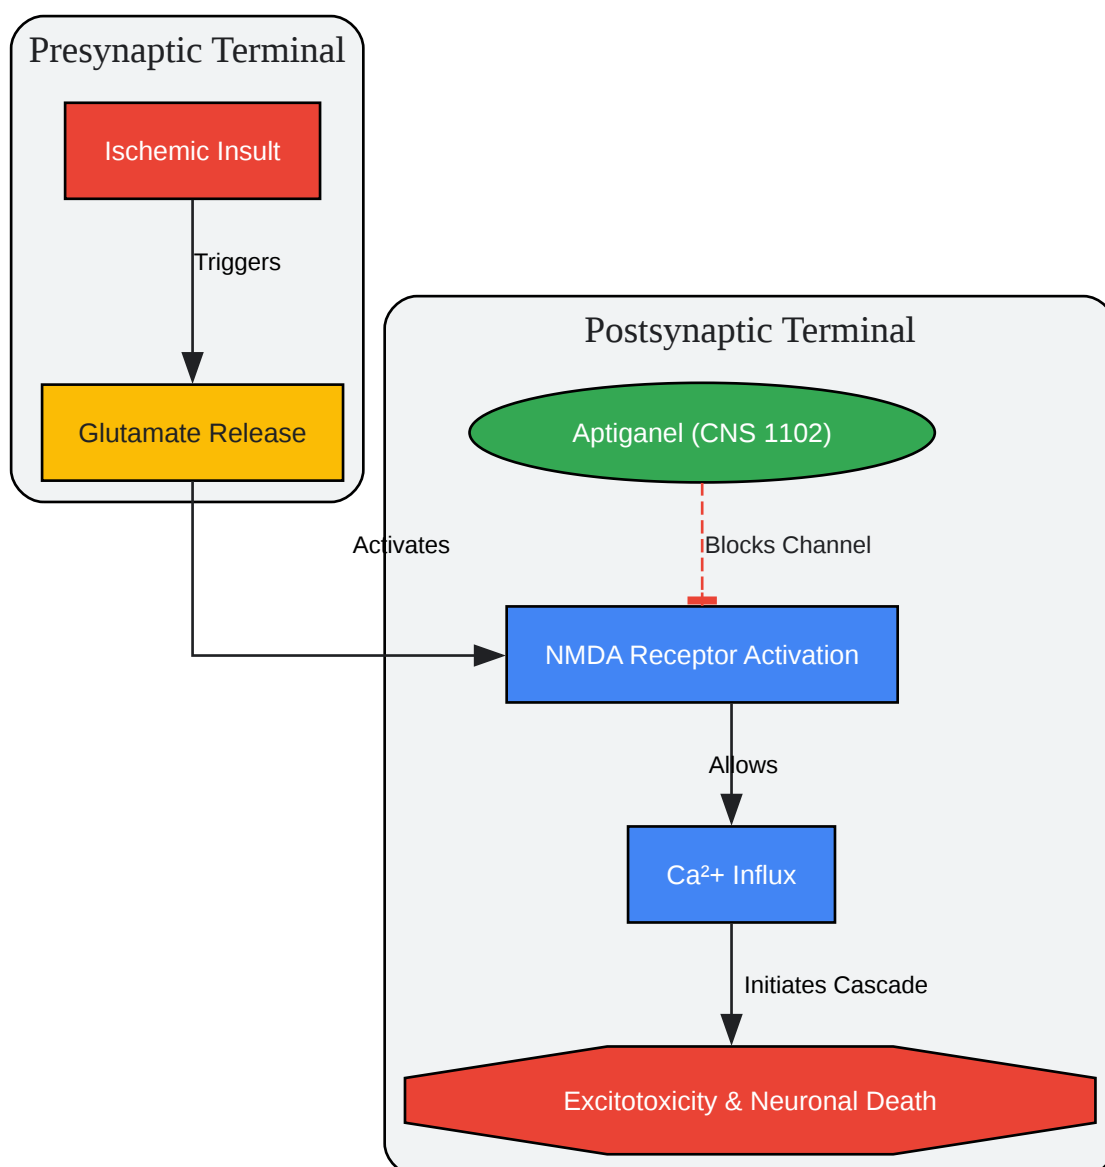 Presynaptic Terminal
Ischemic Insult
Triggers
Glutamate Release
Postsynaptic Terminal
Aptiganel (CNS 1102)
Activates
Blocks Channel
NMDA Receptor Activation
Allows
Ca²+ Influx
Initiates Cascade
Excitotoxicity & Neuronal Death